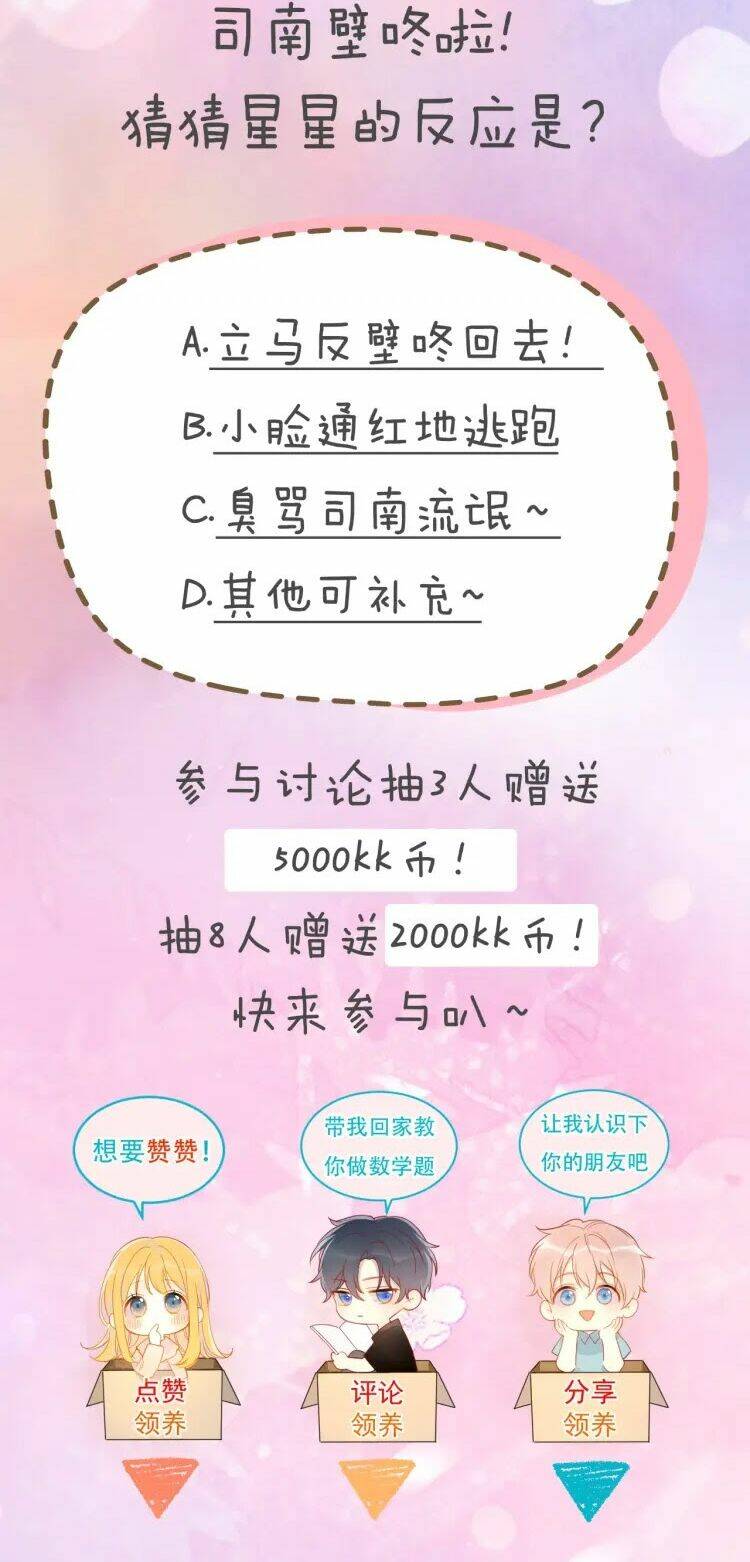 司南壁咚啦!
猜猜星星的反应是?
A.立马反壁咚回去!
B.小脸通红地逃跑
C.臭骂司南流氓~
D.其他可补充~
参与讨论抽3人赠送
5000kk币!
抽8人赠送2000kk币!
快来参与叭~
想要赞赞!
带我回家教
你做数学题
让我认识下
你的朋友吧
点赞
领养
评论
领养
分享
领养